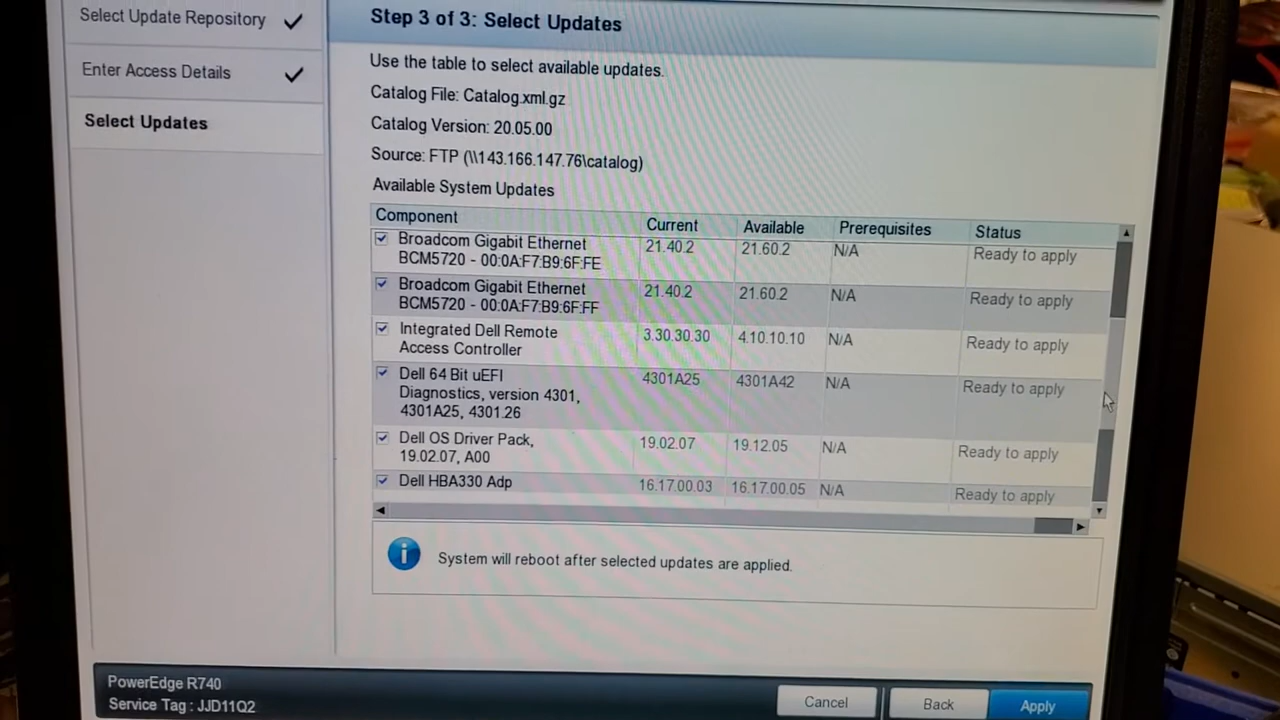 Select Update Repository
Enter Access Details
Select Updates
Step 3 of 3: Select Updates
Use the table to select available updates.
Catalog File: Catalog.xml.gz
Catalog Version: 20.05.00
Source: FTP (\\143.166.147.76\catalog)
Available System Updates
Component Current Available Prerequisites Status
Broadcom Gigabit Ethernet 21.40.2 21.60.2 N/A Ready to apply
BCM5720 - 00:0A:F7:B9:6F:FE
Broadcom Gigabit Ethernet 21.40.2 21.60.2 N/A Ready to apply
BCM5720 - 00:0A:F7:B9:6F:FF
Integrated Dell Remote 3.30.30.30 4.10.10.10 N/A Ready to apply
Access Controller
Dell 64 Bit uEFI 4301A25 4301A42 N/A Ready to apply
Diagnostics, version 4301,
4301A25, 4301.26
Dell OS Driver Pack, 19.02.07 19.12.05 N/A Ready to apply
19.02.07, A00
Dell HBA330 Adp 16.17.00.03 16.17.00.05 N/A Ready to apply
System will reboot after selected updates are applied.
PowerEdge R740
Service Tag : JJD11Q2
Cancel Back Apply